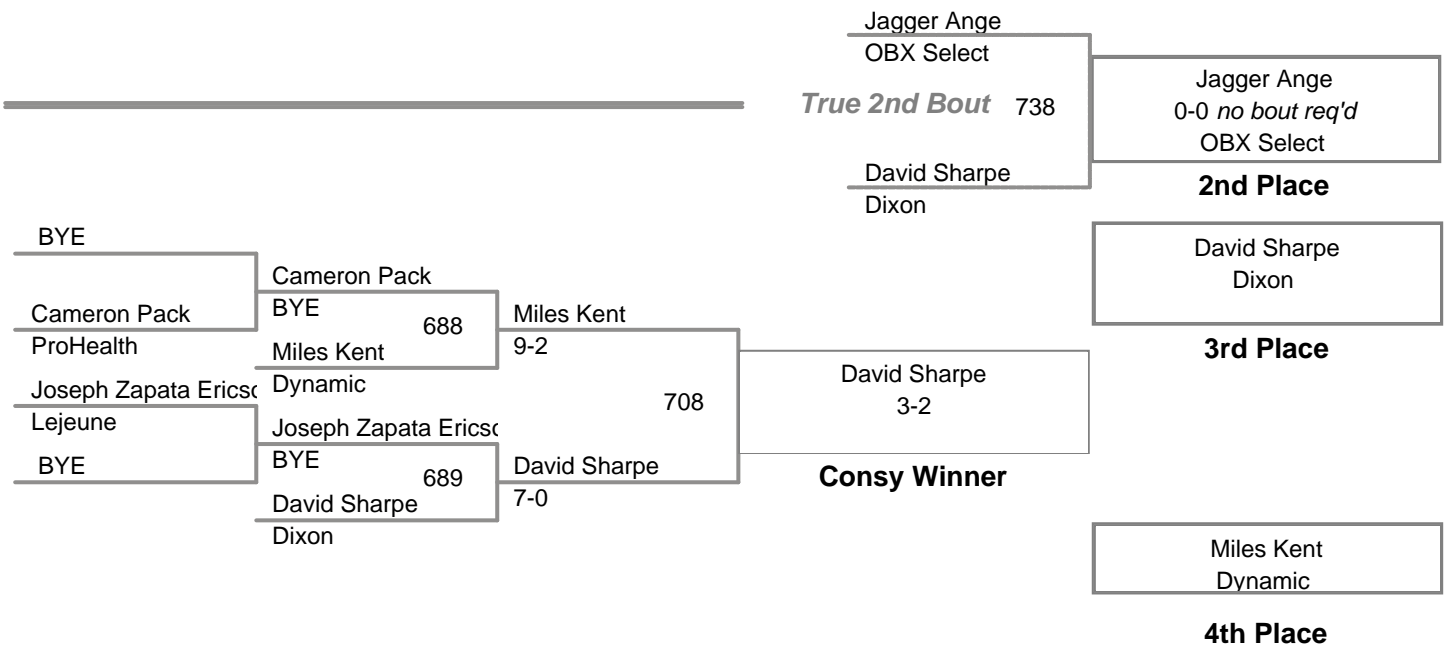 Jagger Ange
OBX Select
True 2nd Bout 738
David Sharpe
Dixon
Jagger Ange
0-0 no bout req'd
OBX Select
2nd Place
David Sharpe
Dixon
3rd Place
BYE
Cameron Pack
ProHealth
Joseph Zapata Ericso
Lejeune
BYE
Cameron Pack
BYE
688
Miles Kent
Dynamic
Joseph Zapata Ericso
BYE
689
David Sharpe
Dixon
Miles Kent
9-2
708
David Sharpe
7-0
David Sharpe
3-2
Consy Winner
Miles Kent
Dynamic
4th Place